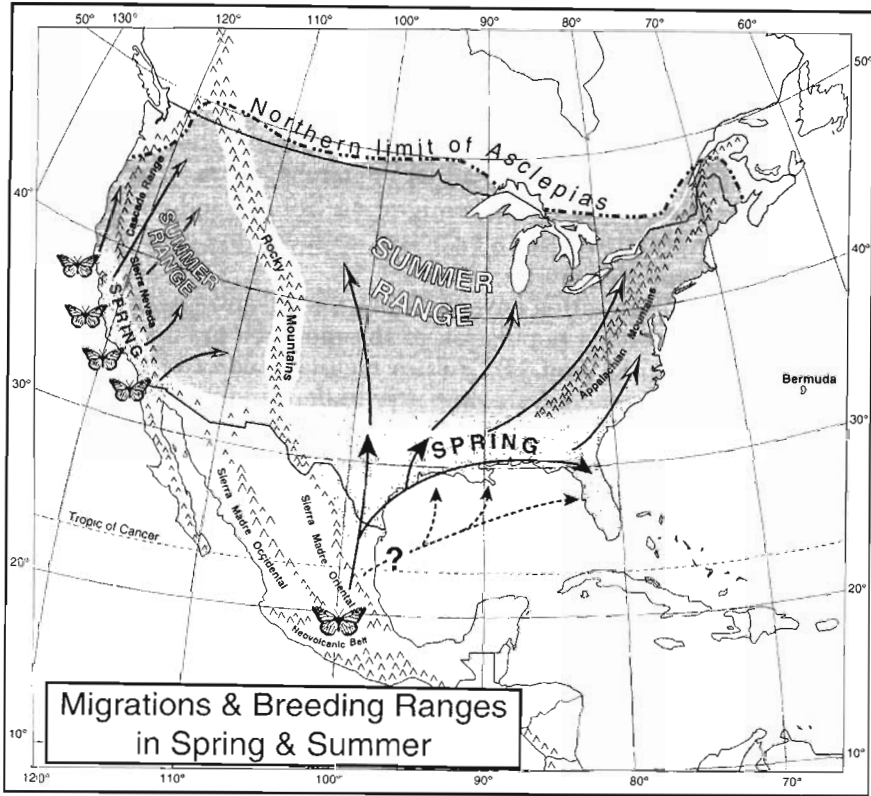 50° 130° 120° 110° 100° 90° 80° 70° 60°
50°
40°
30°
20°
10°
Northern limit of Asclepias
Cascade Range
SUMMER
RANGE
Sierra Nevada
SPRING
Rocky
Mountains
SUMMER
RANGE
Appalachian Mountains
Bermuda
SPRING
40°
30°
20°
10°
Tropic of Cancer
Sierra Madre Occidental
Sierra Madre Oriental
?
Neovolcanic Belt
Migrations & Breeding Ranges
in Spring & Summer
120° 110° 100° 90° 80° 70°